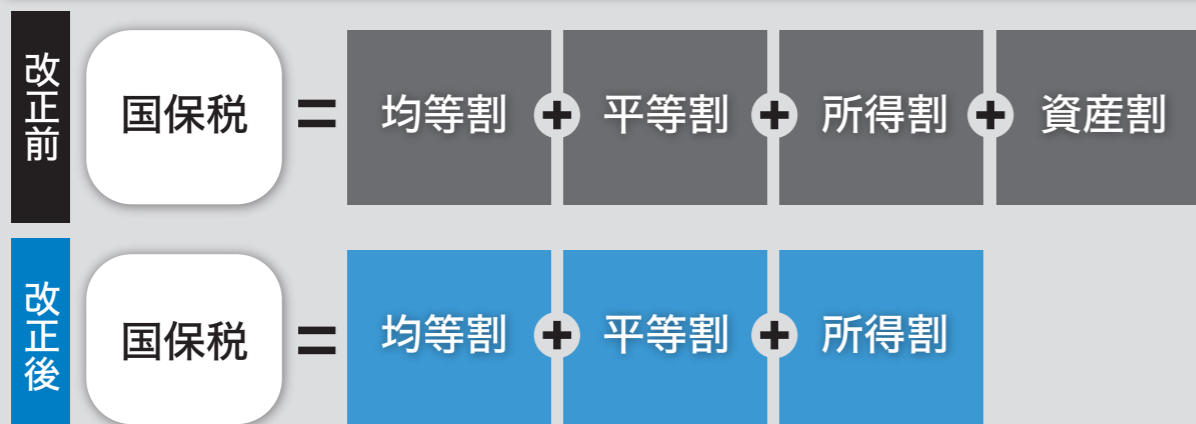 改正前
国保税 = 均等割 + 平等割 + 所得割 + 資産割
改正後
国保税 = 均等割 + 平等割 + 所得割